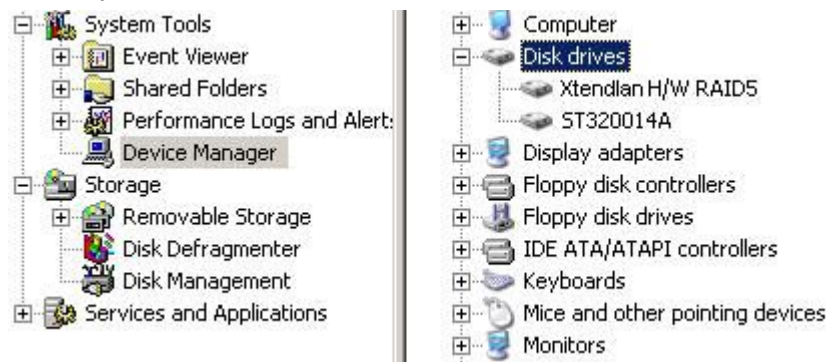 System Tools
Event Viewer
Shared Folders
Performance Logs and Alert:
Device Manager
Storage
Removable Storage
Disk Defragmenter
Disk Management
Services and Applications
Computer
Disk drives
Xtendlan H/W RAID5
ST320014A
Display adapters
Floppy disk controllers
Floppy disk drives
IDE ATA/ATAPI controllers
Keyboards
Mice and other pointing devices
Monitors